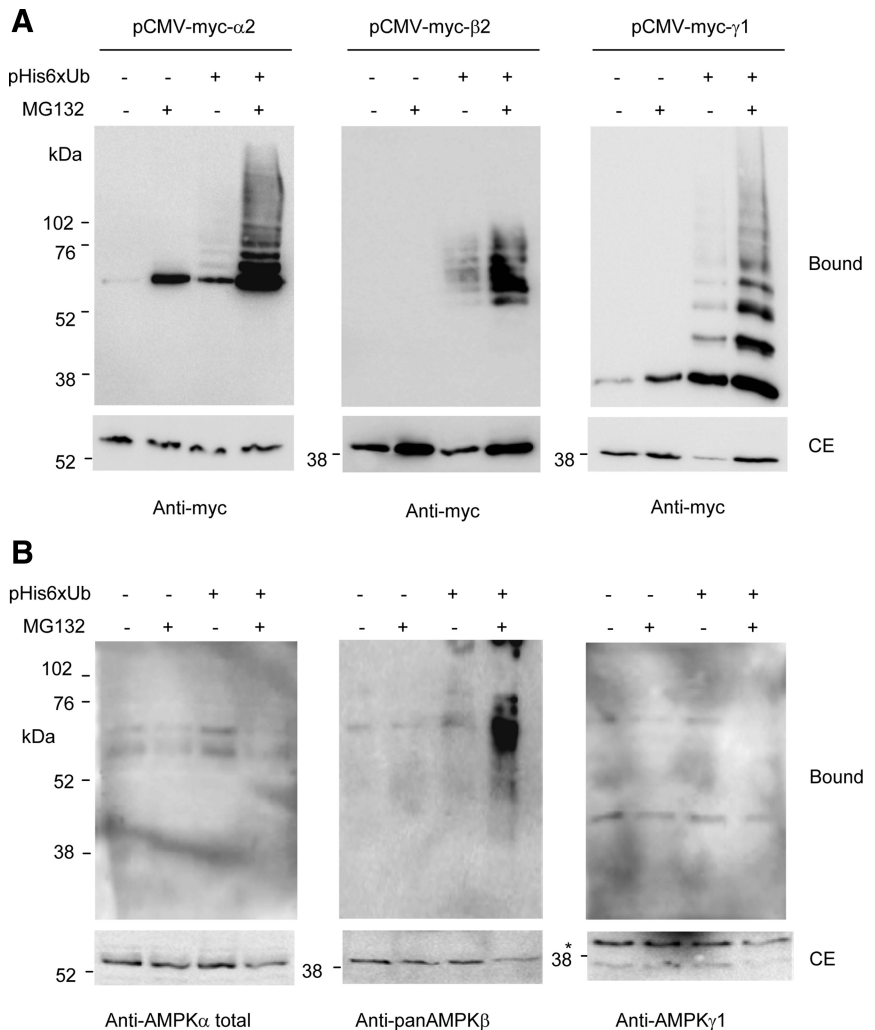 A
pCMV-myc-α2 pCMV-myc-β2 pCMV-myc-γ1
pHis6xUb - - + + - - + + - - + +
MG132 - + - + - + - + - + - +
kDa
102
76
52
38
Bound
52 38 38 CE
Anti-myc Anti-myc Anti-myc
B
pHis6xUb - - + + - - + + - - + +
MG132 - + - + - + - + - + - +
102
76
kDa
52
38
Bound
*
52 38 38 CE
Anti-AMPKα total Anti-panAMPKβ Anti-AMPKγ1